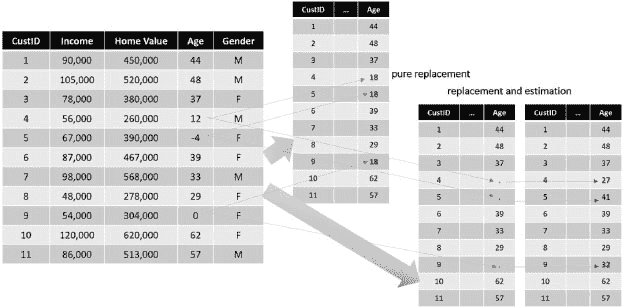 CustID Income Home Value Age Gender
1 90,000 450,000 44 M
2 105,000 520,000 48 M
3 78,000 380,000 37 F
4 56,000 260,000 12 M
5 67,000 390,000 -4 F
6 87,000 467,000 39 F
7 98,000 568,000 33 M
8 48,000 278,000 29 F
9 54,000 304,000 0 F
10 120,000 620,000 62 F
11 86,000 513,000 57 M
CustID ... Age
1 44
2 48
3 37
4 18
5 18
6 39
7 33
8 29
9 18
10 62
11 57
pure replacement
replacement and estimation
CustID ... Age
1 44
2 48
3 37
4 .
5 .
6 39
7 33
8 29
9 .
10 62
11 57
CustID ... Age
1 44
2 48
3 37
4 27
5 41
6 39
7 33
8 29
9 32
10 62
11 57